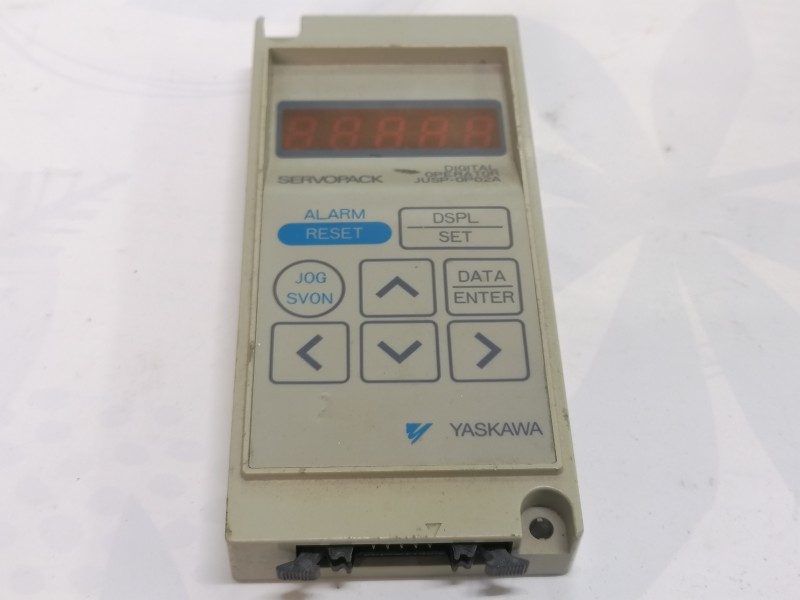 DIGITAL
SERVOPACK OPERATOR
JUSP-OP02A
ALARM
RESET
DSPL
SET
JOG
SVON
DATA
ENTER
YASKAWA